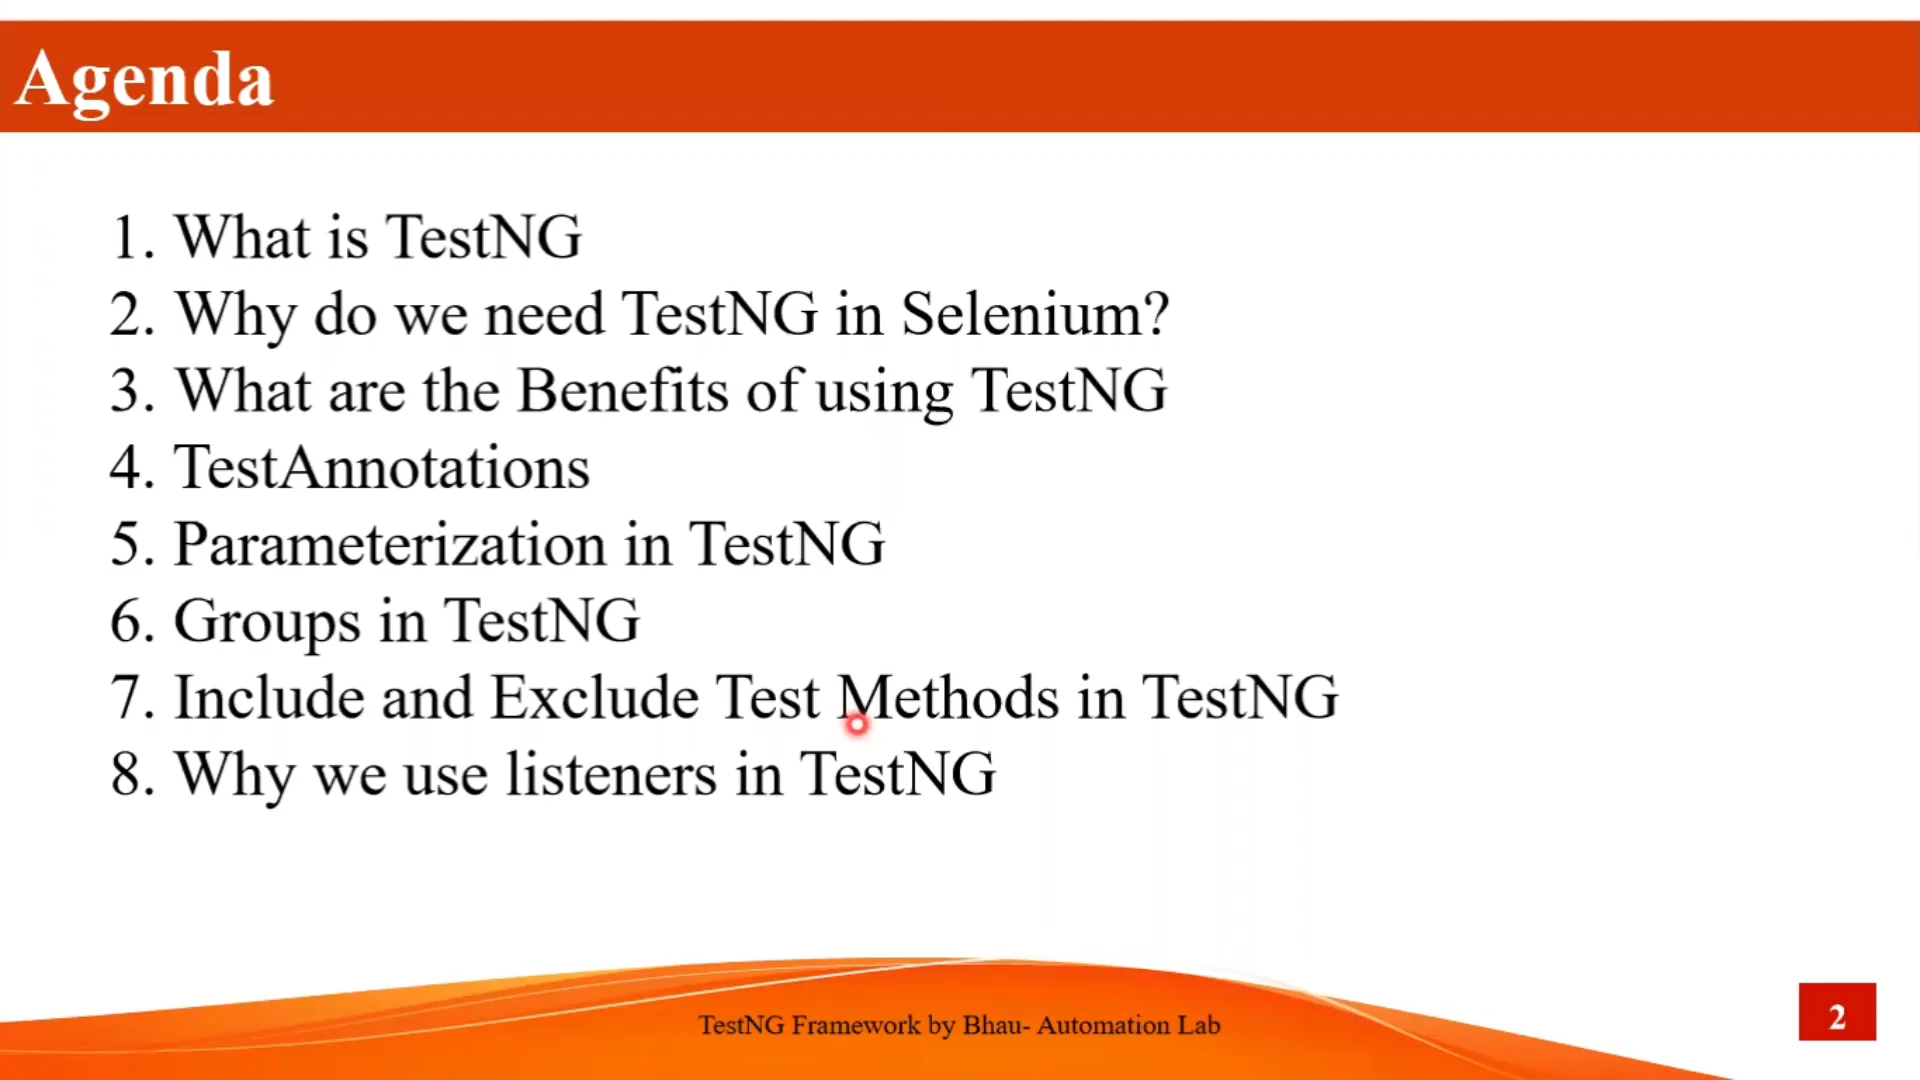 Agenda
1. What is TestNG
2. Why do we need TestNG in Selenium?
3. What are the Benefits of using TestNG
4. TestAnnotations
5. Parameterization in TestNG
6. Groups in TestNG
7. Include and Exclude Test Methods in TestNG
8. Why we use listeners in TestNG
TestNG Framework by Bhau- Automation Lab
2